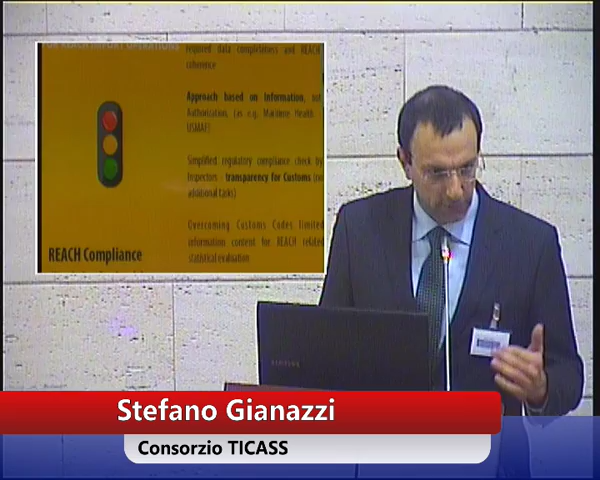 required data completeness and REACH
coherence
Approach based on Information, not
Authorization, (as e.g. Maritime Health
USMAF)
Simplified regulatory compliance check by
Inspectors - transparency for Customs (no
additional tasks)
Overcoming Customs Codes limited
information content for REACH related
statistical evaluation
REACH Compliance
SAMSUNG
Stefano Gianazzi
Consorzio TICASS